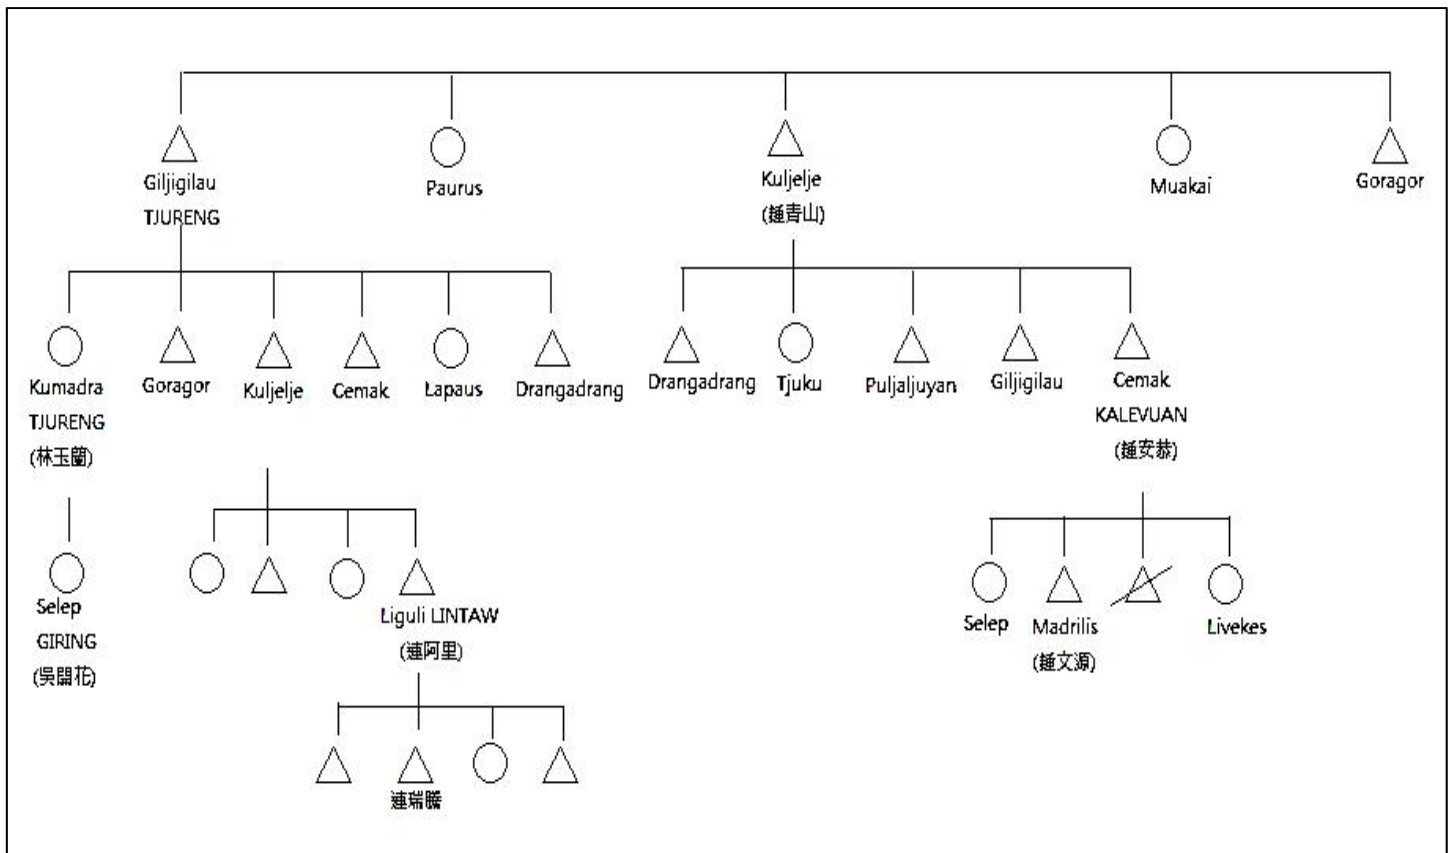 Giljigilau
TJURENG
Paurus
Kuljelje
(鍾青山)
Muakai
Goragor
Kumadra
TJURENG
(林玉蘭)
Goragor
Kuljelje
Cemak
Lapaus
Drangadrang
Drangadrang
Tjuku
Puljaljuyan
Giljigilau
Cemak
KALEVUAN
(鍾安恭)
Selep
GIRING
(吳開花)
Liguli LINTAW
(連阿里)
Selep
Madrilis
(鍾文源)
Livekes
連瑞騰